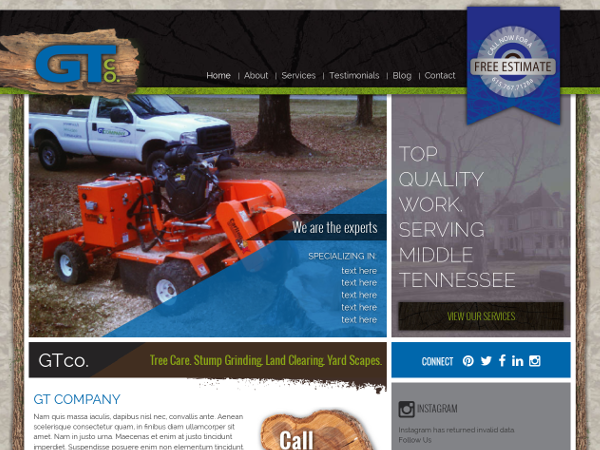 GTCO.
Home | About | Services | Testimonials | Blog | Contact
CALL NOW FOR A
FREE ESTIMATE
We are the experts
SPECIALIZING IN:
text here
text here
text here
text here
text here
TOP
QUALITY
WORK.
SERVING
MIDDLE
TENNESSEE
VIEW OUR SERVICES
GTco.
Tree Care. Stump Grinding. Land Clearing. Yard Scapes.
CONNECT
GT COMPANY
Nam quis massa iaculis, dapibus nisl nec, convallis ante. Aenean
scelerisque consectetur quam, in finibus diam ullamcorper sit
amet. Nam in justo urna. Maecenas et enim at justo tincidunt
imperdiet. Suspendisse posuere enim non elementum tincidunt
Call
INSTAGRAM
Instagram has returned invalid data.
Follow Us